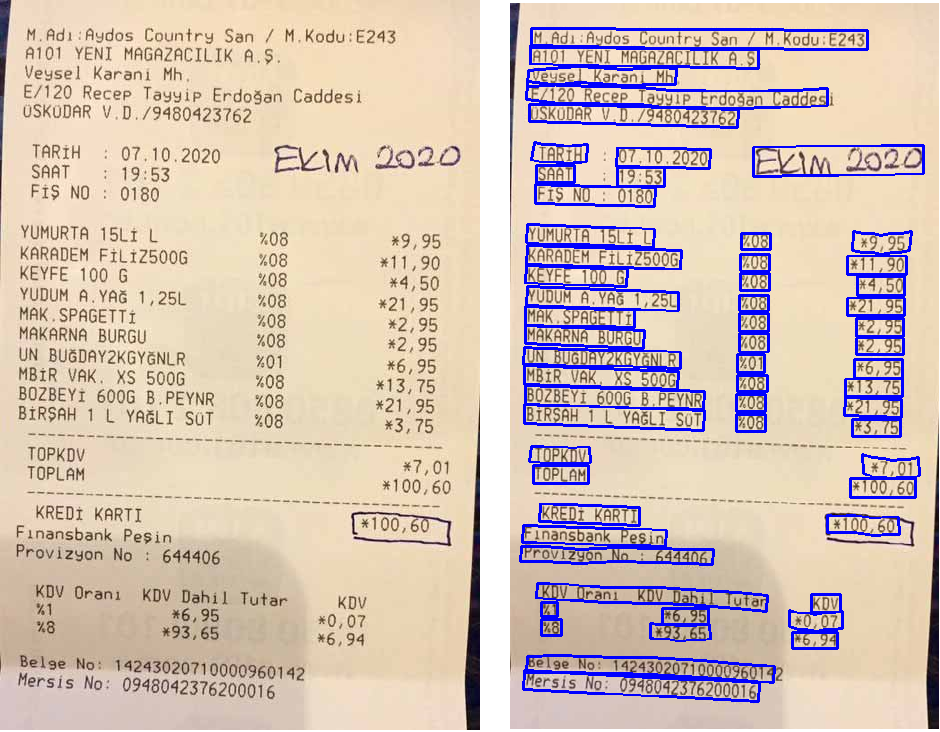 M.Adı:Aydos Country San / M.Kodu:E243
A101 YENI MAGAZACILIK A.Ş.
Veysel Karani Mh.
E/120 Recep Tayyip Erdoğan Caddesi
ÜSKÜDAR V.D./9480423762
TARİH : 07.10.2020 EKIM 2020
SAAT : 19:53
FİŞ NO : 0180
YUMURTA 15Lİ L %08 *9,95
KARADEM FİLİZ500G %08 *11,90
KEYFE 100 G %08 *4,50
YUDUM A.YAĞ 1,25L %08 *21,95
MAK.SPAGETTİ %08 *2,95
MAKARNA BURGU %08 *2,95
UN BUĞDAY2KGYĞNLR %01 *6,95
MBİR VAK. XS 500G %08 *13,75
BOZBEYİ 600G B.PEYNR %08 *21,95
BİRŞAH 1 L YAĞLI SÜT %08 *3,75
TOPKDV *7,01
TOPLAM *100,60
KREDİ KARTI *100,60
Finansbank Peşin
Provizyon No : 644406
KDV Oranı KDV Dahil Tutar KDV
%1 *6,95 *0,07
%8 *93,65 *6,94
Belge No: 14243020710000960142
Mersis No: 0948042376200016
M.Adı:Aydos Country San / M.Kodu:E243
A101 YENI MAGAZACILIK A.Ş
Veysel Karani Mh.
E/120 Recep Tayyip Erdoğan Caddesi
ÜSKÜDAR V.D./9480423762
TARİH : 07.10.2020 EKIM 2020
SAAT : 19:53
FİŞ NO : 0180
YUMURTA 15Lİ L %08 *9,95
KARADEM FİLİZ500G %08 *11,90
KEYFE 100 G %08 *4,50
YUDUM A.YAĞ 1,25L %08 *21,95
MAK.SPAGETTİ %08 *2,95
MAKARNA BURGU %08 *2,95
UN BUĞDAY2KGYĞNLR %01 *6,95
MBİR VAK. XS 500G %08 *13,75
BOZBEYİ 600G B.PEYNR %08 *21,95
BİRŞAH 1 L YAĞLI SÜT %08 *3,75
TOPKDV *7,01
TOPLAM *100,60
KREDİ KARTI *100,60
Finansbank Peşin
Provizyon No : 644406
KDV Oranı KDV Dahil Tutar KDV
%1 *6,95 *0,07
%8 *93,65 *6,94
Belge No: 14243020710000960142
Mersis No: 0948042376200016